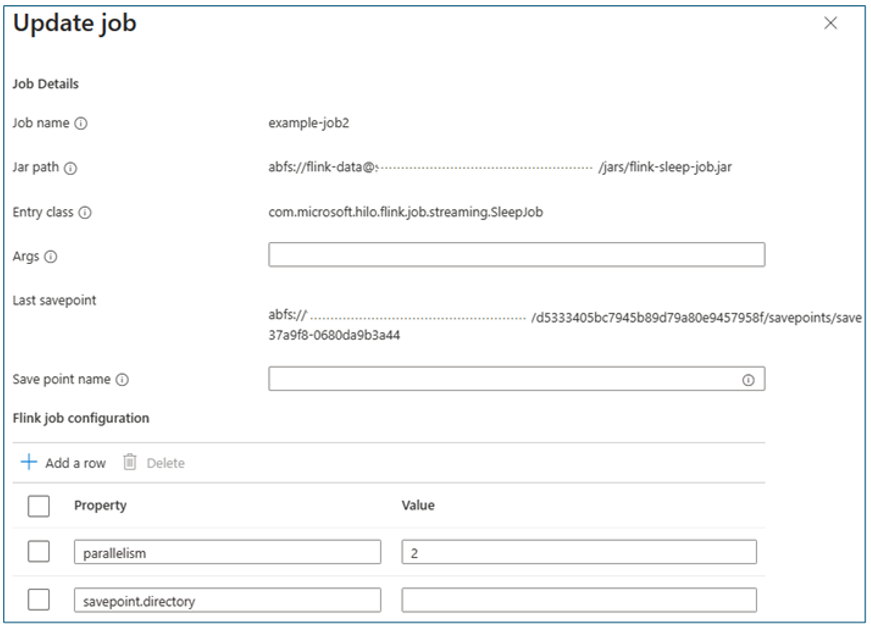 Update job
Job Details
Job name
example-job2
Jar path
abfs://flink-data@ /jars/flink-sleep-job.jar
Entry class
com.microsoft.hilo.flink.job.streaming.SleepJob
Args
Last savepoint
abfs:// /d5333405bc7945b89d79a80e9457958f/savepoints/save
37a9f8-0680da9b3a44
Save point name
Flink job configuration
+ Add a row Delete
Property Value
parallelism 2
savepoint.directory